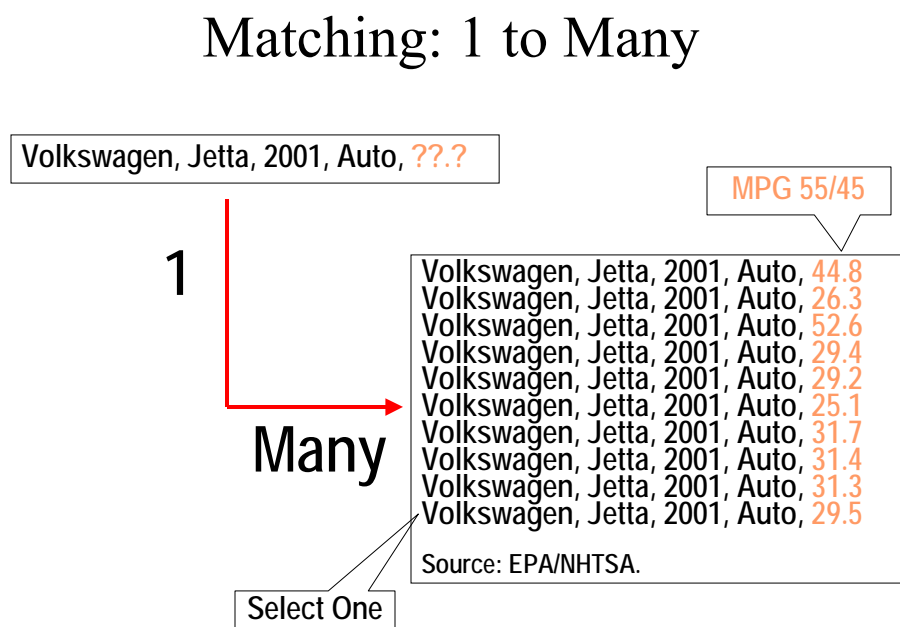 Matching: 1 to Many
Volkswagen, Jetta, 2001, Auto, ??.?
MPG 55/45
1
Many
Volkswagen, Jetta, 2001, Auto, 44.8
Volkswagen, Jetta, 2001, Auto, 26.3
Volkswagen, Jetta, 2001, Auto, 52.6
Volkswagen, Jetta, 2001, Auto, 29.4
Volkswagen, Jetta, 2001, Auto, 29.2
Volkswagen, Jetta, 2001, Auto, 25.1
Volkswagen, Jetta, 2001, Auto, 31.7
Volkswagen, Jetta, 2001, Auto, 31.4
Volkswagen, Jetta, 2001, Auto, 31.3
Volkswagen, Jetta, 2001, Auto, 29.5
Source: EPA/NHTSA.
Select One